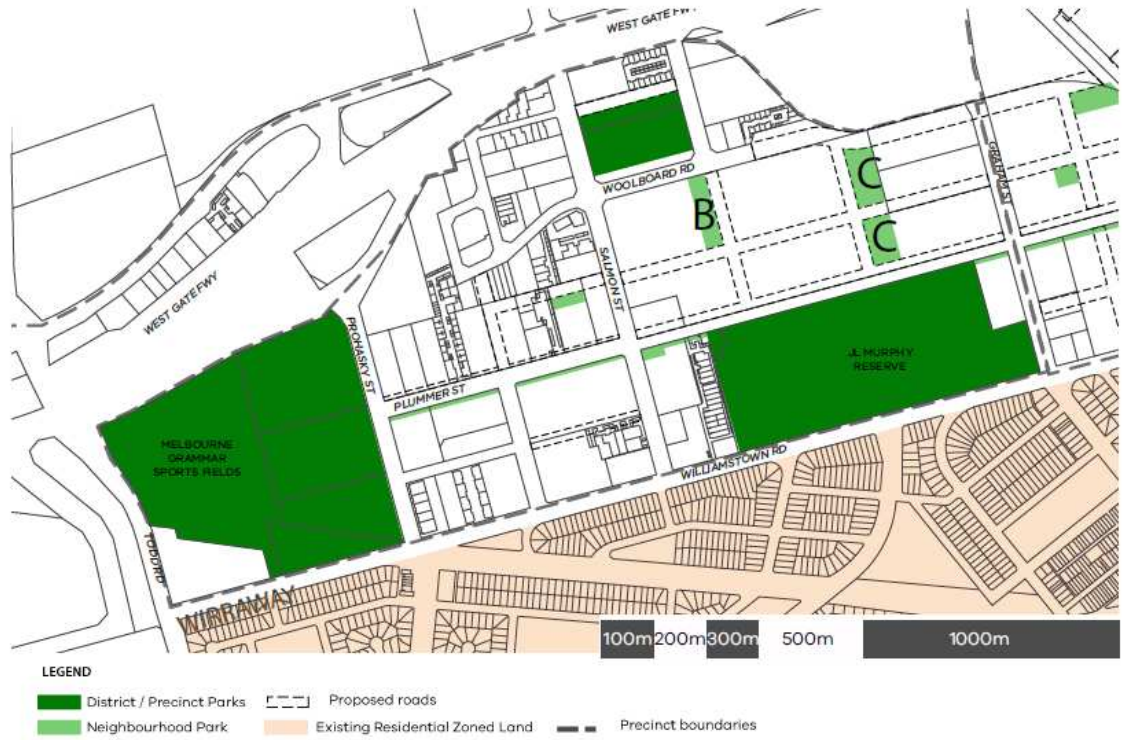 WEST GATE FWY
WOOLBOARD RD
C
GRAHAM ST
B
C
SALMON ST
WEST GATE FWY
PROHASKY ST
JL MURPHY
RESERVE
PLUMMER ST
MELBOURNE
GRAMMAR
SPORTS FIELDS
WILLIAMSTOWN RD
TODD RD
WIRRAWAY
100m 200m 300m 500m 1000m
LEGEND
District / Precinct Parks Proposed roads
Neighbourhood Park Existing Residential Zoned Land Precinct boundaries